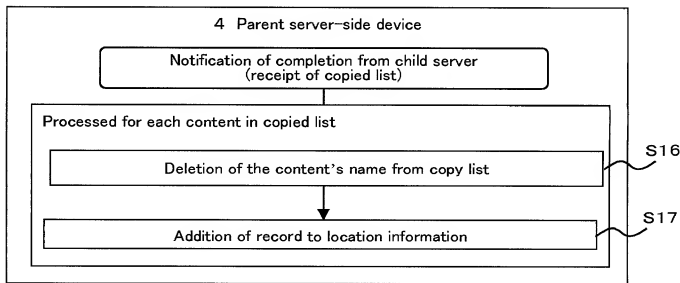 4 Parent server-side device
Notification of completion from child server
(receipt of copied list)
Processed for each content in copied list
Deletion of the content's name from copy list
S16
Addition of record to location information
S17